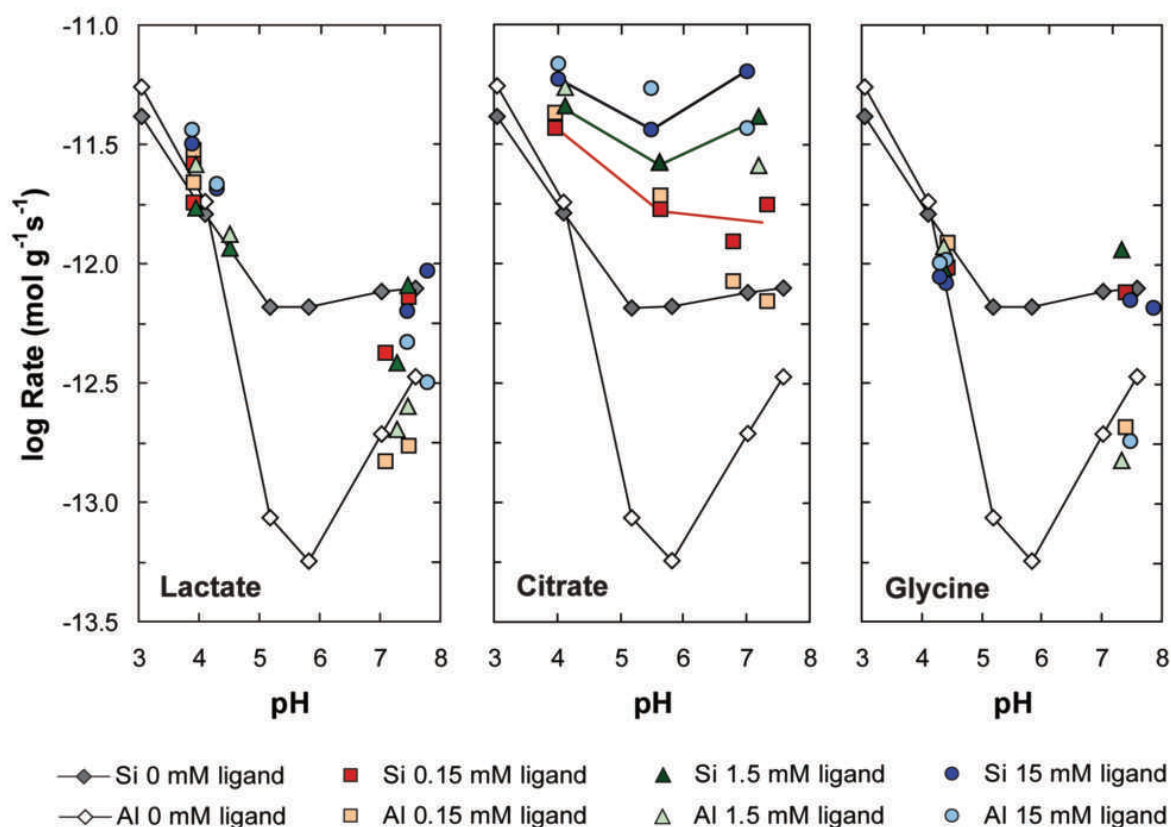 log Rate (mol g⁻¹s⁻¹)
-11.0
-11.5
-12.0
-12.5
-13.0
-13.5
Lactate
Citrate
Glycine
3 4 5 6 7 8
3 4 5 6 7 8
3 4 5 6 7 8
pH
pH
pH
Si 0 mM ligand
Si 0.15 mM ligand
Si 1.5 mM ligand
Si 15 mM ligand
Al 0 mM ligand
Al 0.15 mM ligand
Al 1.5 mM ligand
Al 15 mM ligand